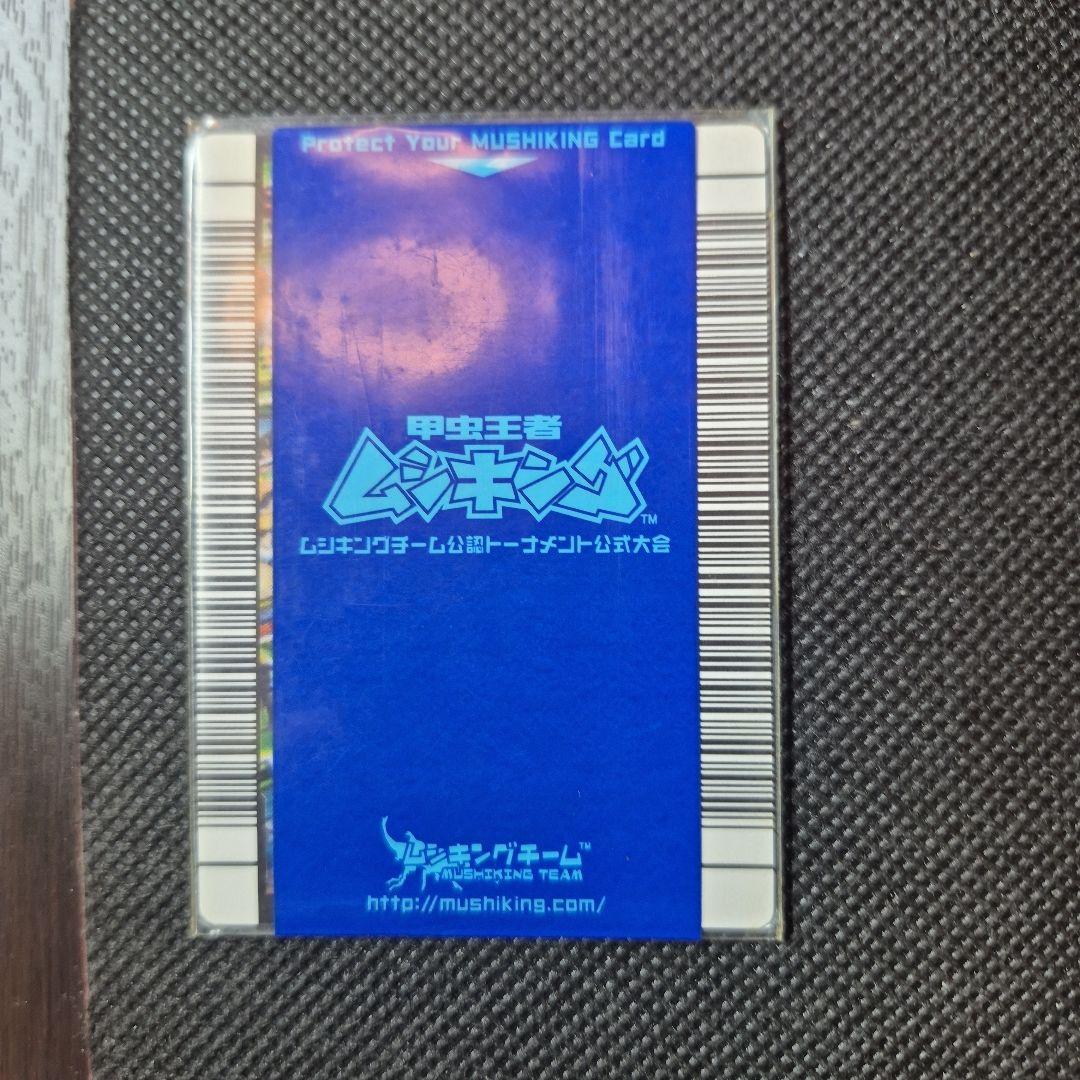 Protect Your MUSHIKING Card
甲虫王者
ムシキング
TM
ムシキングチーム公認トーナメント公式大会
ムシキングチーム™
MUSHIKING TEAM
http://mushiking.com/